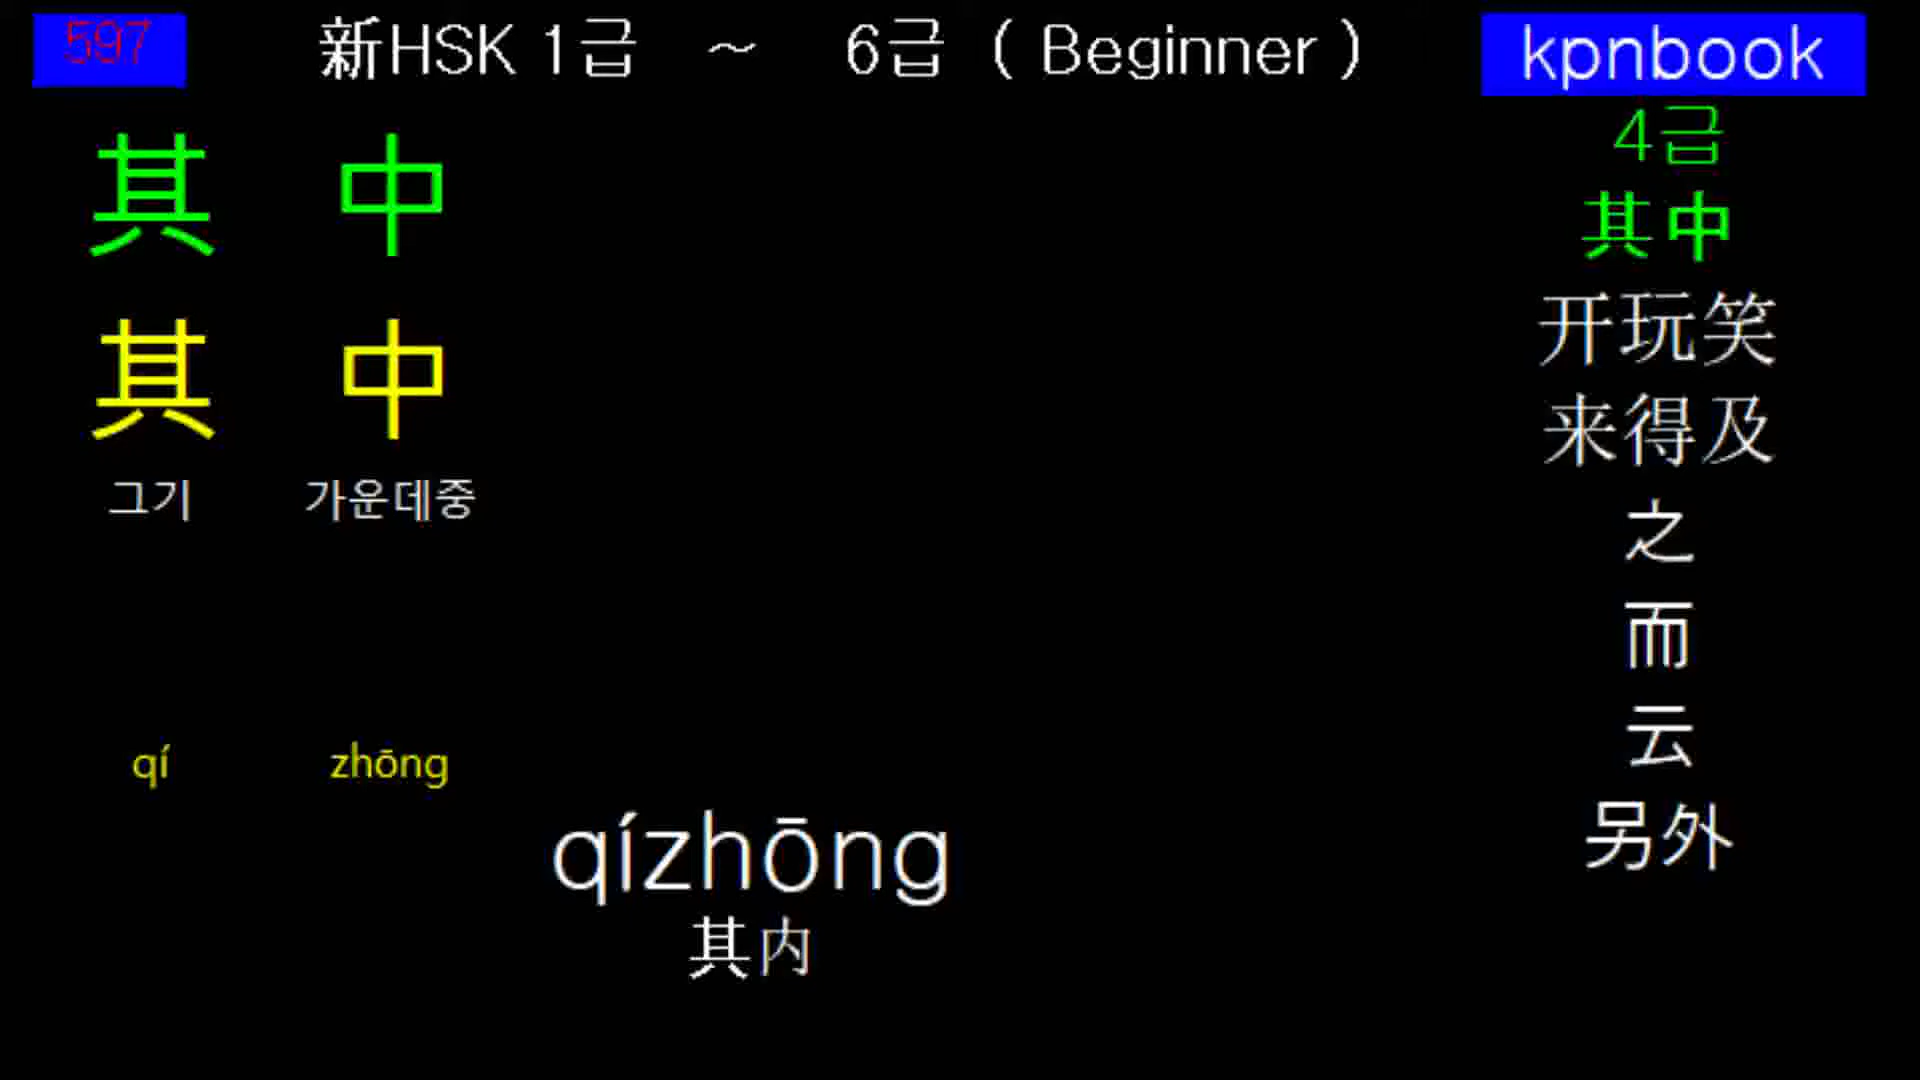 597
新HSK 1급 ~ 6급 ( Beginner )
kpnbook
其 中
其 中
그기 가운데중
qí zhōng
qízhōng
其内
4급
其中
开玩笑
来得及
之
而
云
另外